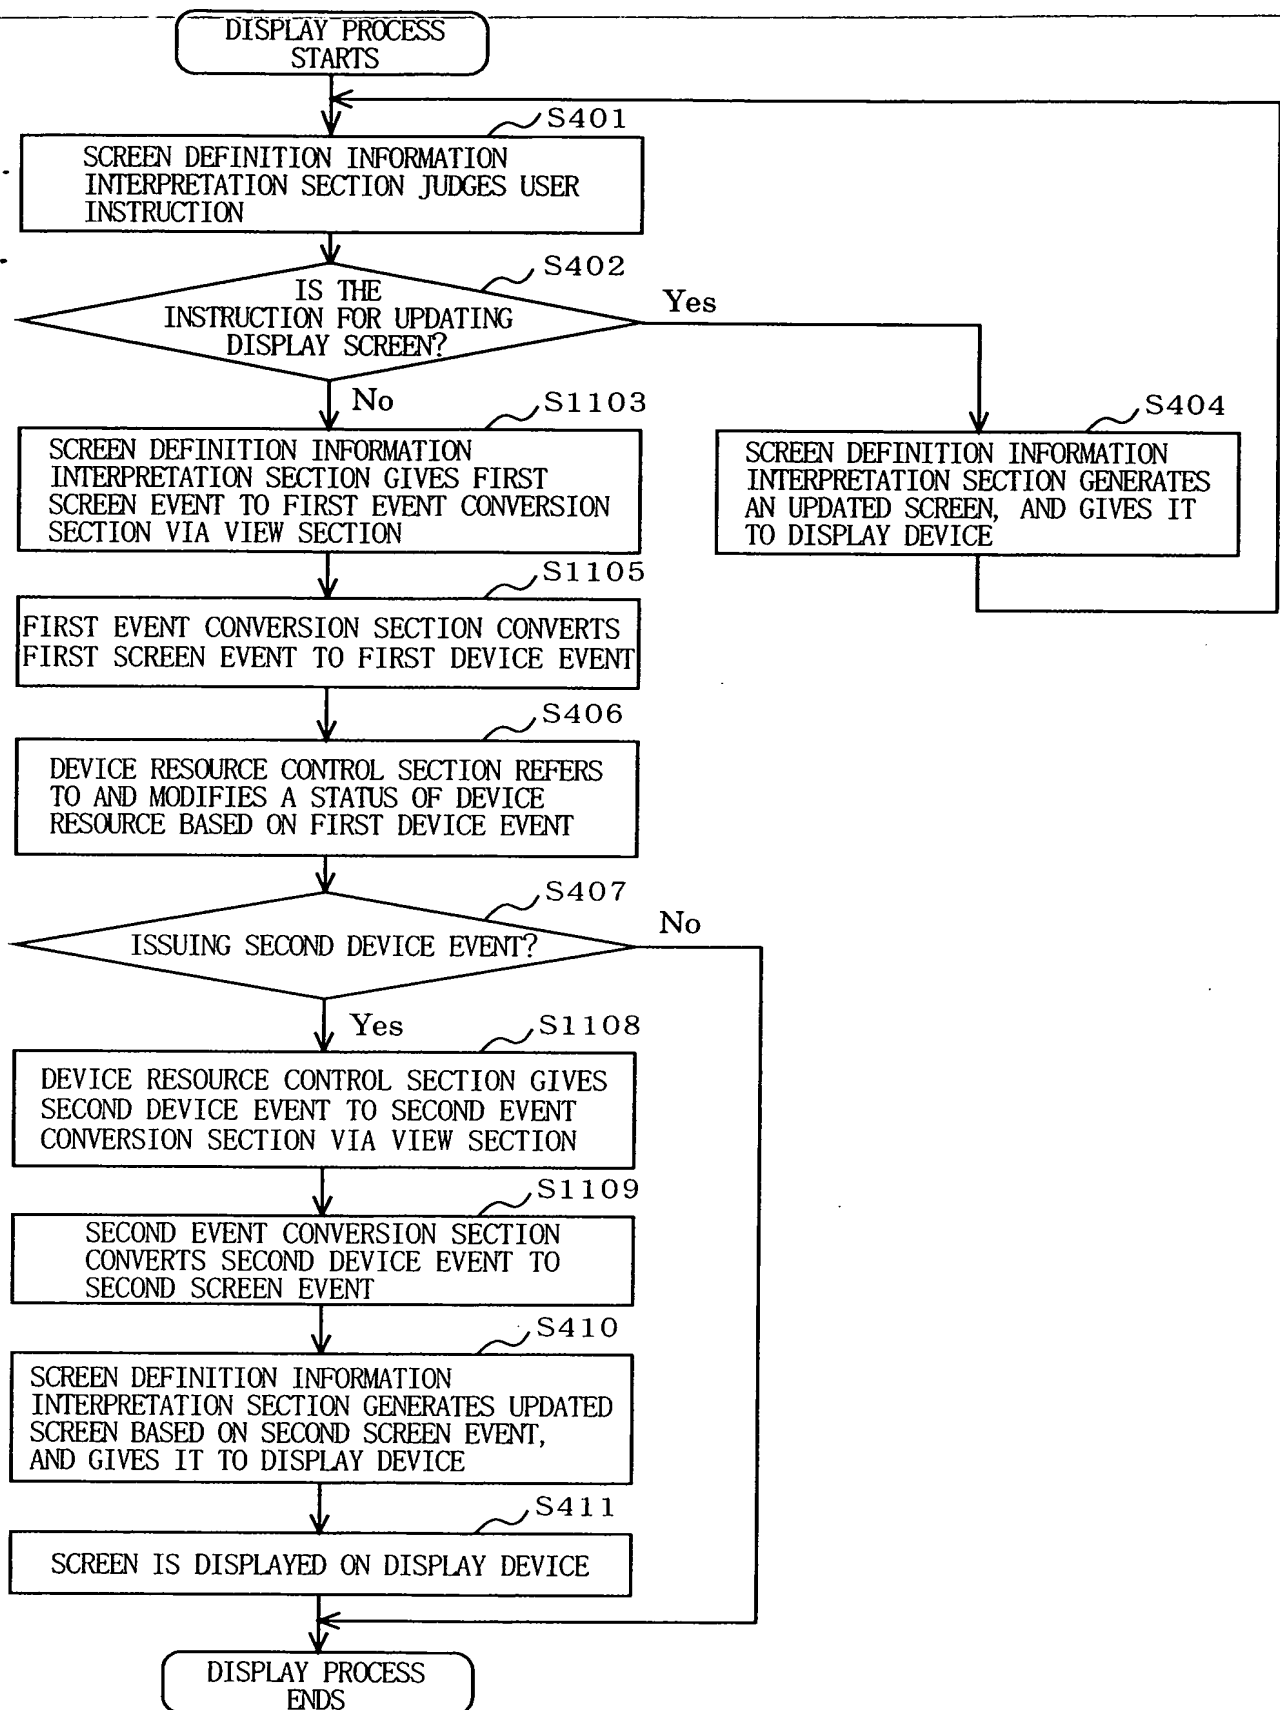 DISPLAY PROCESS
STARTS
S401
SCREEN DEFINITION INFORMATION
INTERPRETATION SECTION JUDGES USER
INSTRUCTION
S402
IS THE
INSTRUCTION FOR UPDATING
DISPLAY SCREEN?
Yes
No
S1103
SCREEN DEFINITION INFORMATION
INTERPRETATION SECTION GIVES FIRST
SCREEN EVENT TO FIRST EVENT CONVERSION
SECTION VIA VIEW SECTION
S404
SCREEN DEFINITION INFORMATION
INTERPRETATION SECTION GENERATES
AN UPDATED SCREEN, AND GIVES IT
TO DISPLAY DEVICE
S1105
FIRST EVENT CONVERSION SECTION CONVERTS
FIRST SCREEN EVENT TO FIRST DEVICE EVENT
S406
DEVICE RESOURCE CONTROL SECTION REFERS
TO AND MODIFIES A STATUS OF DEVICE
RESOURCE BASED ON FIRST DEVICE EVENT
S407
ISSUING SECOND DEVICE EVENT?
No
Yes
S1108
DEVICE RESOURCE CONTROL SECTION GIVES
SECOND DEVICE EVENT TO SECOND EVENT
CONVERSION SECTION VIA VIEW SECTION
S1109
SECOND EVENT CONVERSION SECTION
CONVERTS SECOND DEVICE EVENT TO
SECOND SCREEN EVENT
S410
SCREEN DEFINITION INFORMATION
INTERPRETATION SECTION GENERATES UPDATED
SCREEN BASED ON SECOND SCREEN EVENT,
AND GIVES IT TO DISPLAY DEVICE
S411
SCREEN IS DISPLAYED ON DISPLAY DEVICE
DISPLAY PROCESS
ENDS